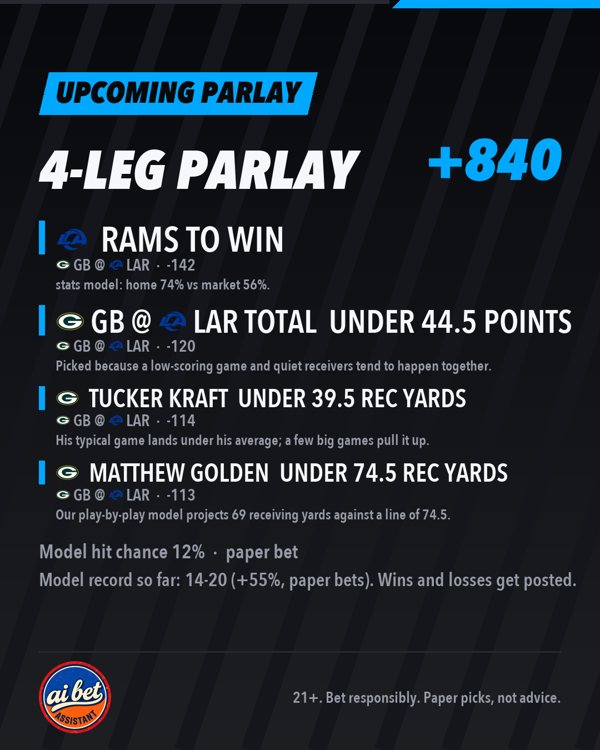 UPCOMING PARLAY
4-LEG PARLAY
+840
RAMS TO WIN
GB @ LAR · -142
stats model: home 74% vs market 56%.
GB @ LAR TOTAL UNDER 44.5 POINTS
GB @ LAR · -120
Picked because a low-scoring game and quiet receivers tend to happen together.
TUCKER KRAFT UNDER 39.5 REC YARDS
GB @ LAR · -114
His typical game lands under his average; a few big games pull it up.
MATTHEW GOLDEN UNDER 74.5 REC YARDS
GB @ LAR · -113
Our play-by-play model projects 69 receiving yards against a line of 74.5.
Model hit chance 12% · paper bet
Model record so far: 14-20 (+55%, paper bets). Wins and losses get posted.
ai bet
ASSISTANT
21+. Bet responsibly. Paper picks, not advice.